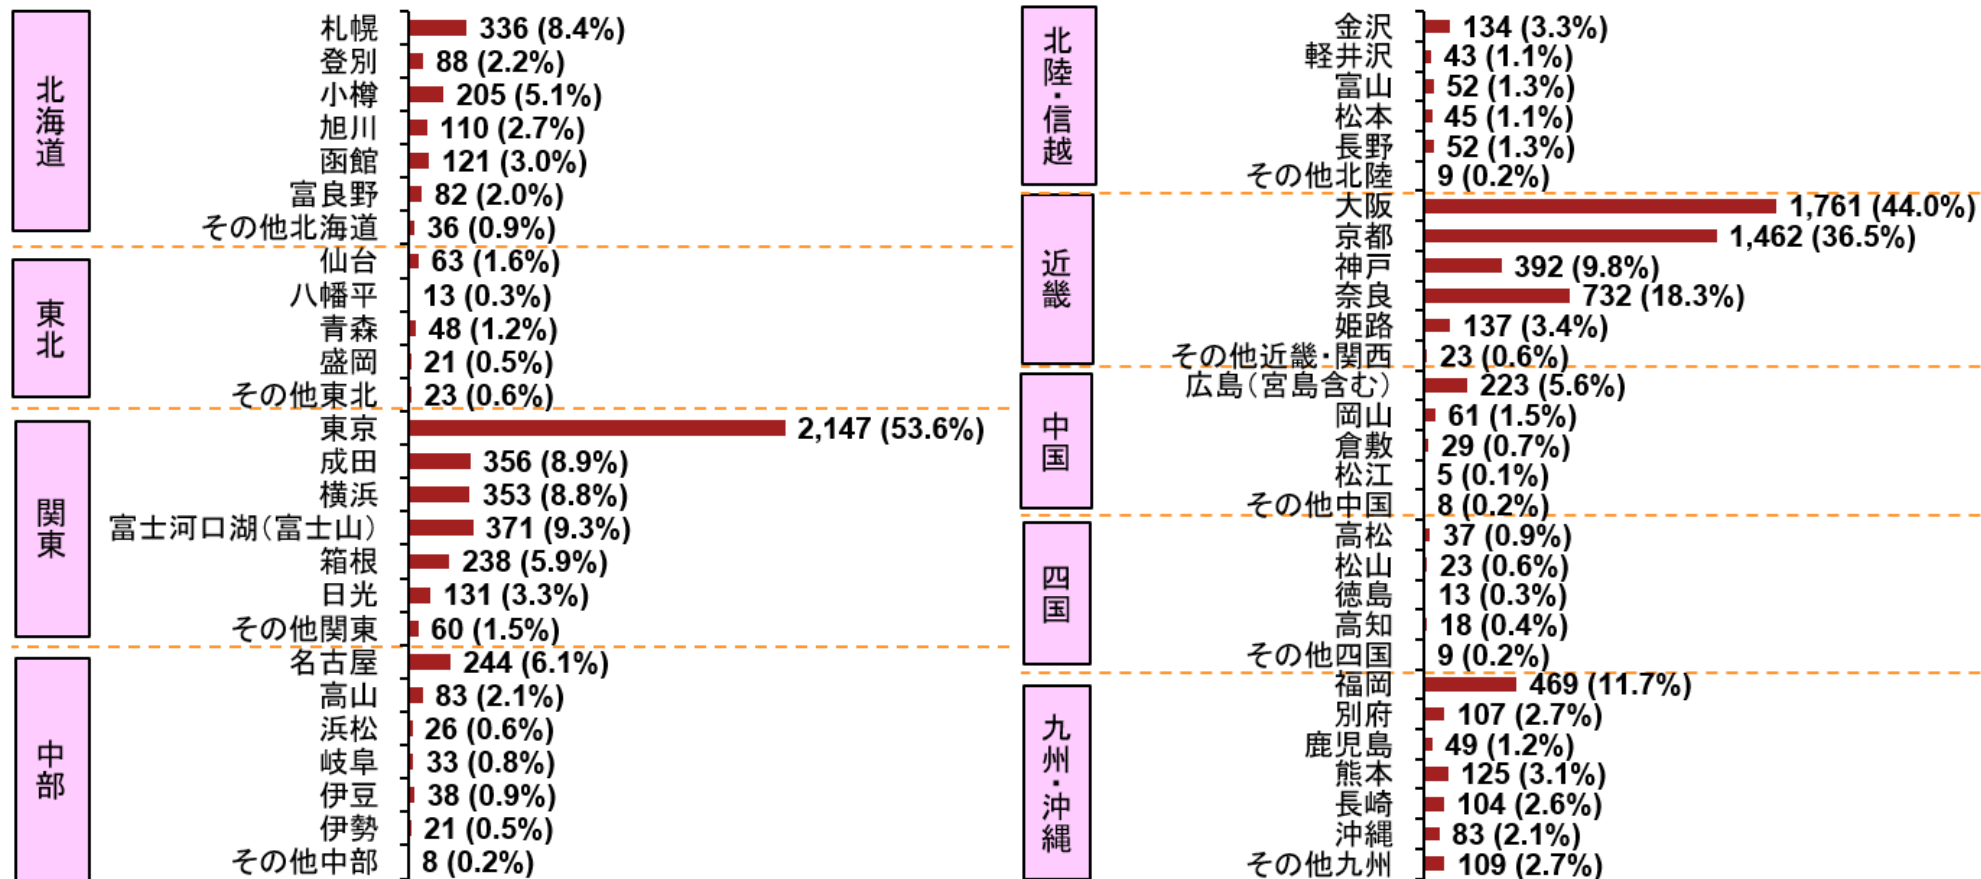 北海道
札幌 336 (8.4%)
登別 88 (2.2%)
小樽 205 (5.1%)
旭川 110 (2.7%)
函館 121 (3.0%)
富良野 82 (2.0%)
その他北海道 36 (0.9%)
東北
仙台 63 (1.6%)
八幡平 13 (0.3%)
青森 48 (1.2%)
盛岡 21 (0.5%)
その他東北 23 (0.6%)
関東
東京 2,147 (53.6%)
成田 356 (8.9%)
横浜 353 (8.8%)
富士河口湖（富士山） 371 (9.3%)
箱根 238 (5.9%)
日光 131 (3.3%)
その他関東 60 (1.5%)
中部
名古屋 244 (6.1%)
高山 83 (2.1%)
浜松 26 (0.6%)
岐阜 33 (0.8%)
伊豆 38 (0.9%)
伊勢 21 (0.5%)
その他中部 8 (0.2%)
北陸・信越
金沢 134 (3.3%)
軽井沢 43 (1.1%)
富山 52 (1.3%)
松本 45 (1.1%)
長野 52 (1.3%)
その他北陸 9 (0.2%)
近畿
大阪 1,761 (44.0%)
京都 1,462 (36.5%)
神戸 392 (9.8%)
奈良 732 (18.3%)
姫路 137 (3.4%)
その他近畿・関西 23 (0.6%)
中国
広島（宮島含む） 223 (5.6%)
岡山 61 (1.5%)
倉敷 29 (0.7%)
松江 5 (0.1%)
その他中国 8 (0.2%)
四国
高松 37 (0.9%)
松山 23 (0.6%)
徳島 13 (0.3%)
高知 18 (0.4%)
その他四国 9 (0.2%)
九州・沖縄
福岡 469 (11.7%)
別府 107 (2.7%)
鹿児島 49 (1.2%)
熊本 125 (3.1%)
長崎 104 (2.6%)
沖縄 83 (2.1%)
その他九州 109 (2.7%)